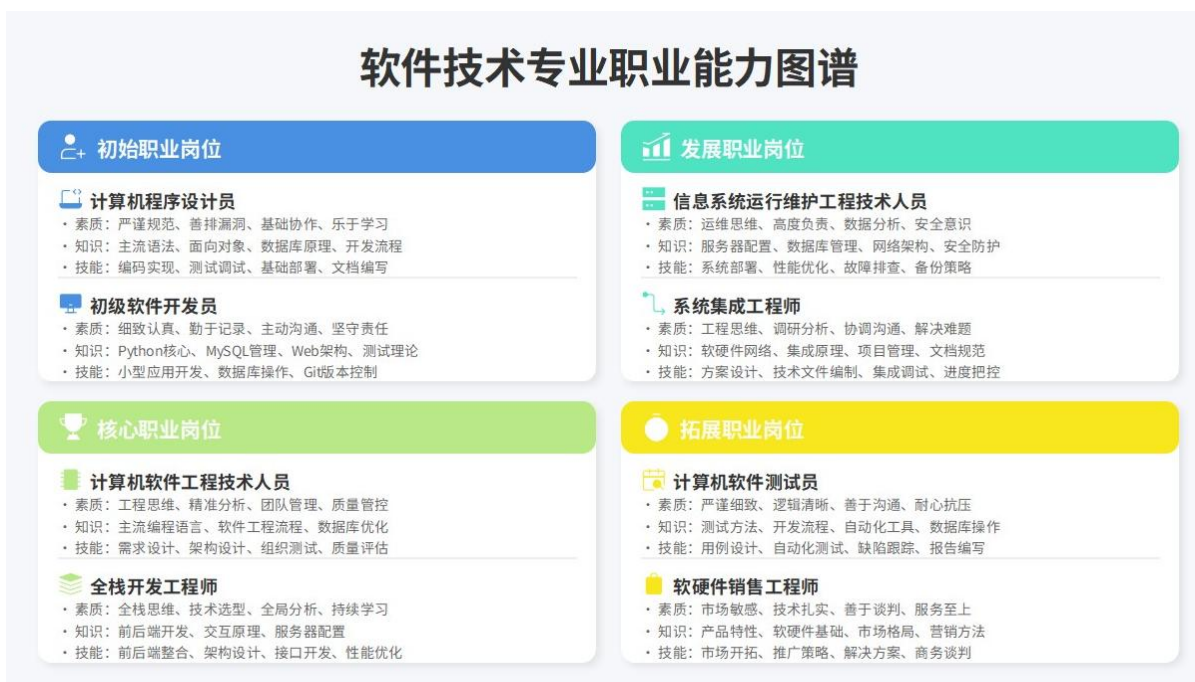 软件技术专业职业能力图谱
初始职业岗位
计算机程序设计员
· 素质：严谨规范、善排漏洞、基础协作、乐于学习
· 知识：主流语法、面向对象、数据库原理、开发流程
· 技能：编码实现、测试调试、基础部署、文档编写
初级软件开发员
· 素质：细致认真、勤于记录、主动沟通、坚守责任
· 知识：Python核心、MySQL管理、Web架构、测试理论
· 技能：小型应用开发、数据库操作、Git版本控制
发展职业岗位
信息系统运行维护工程技术人员
· 素质：运维思维、高度负责、数据分析、安全意识
· 知识：服务器配置、数据库管理、网络架构、安全防护
· 技能：系统部署、性能优化、故障排查、备份策略
系统集成工程师
· 素质：工程思维、调研分析、协调沟通、解决难题
· 知识：软硬件网络、集成原理、项目管理、文档规范
· 技能：方案设计、技术文件编制、集成调试、进度把控
核心职业岗位
计算机软件工程技术人员
· 素质：工程思维、精准分析、团队管理、质量管控
· 知识：主流编程语言、软件工程流程、数据库优化
· 技能：需求设计、架构设计、组织测试、质量评估
全栈开发工程师
· 素质：全栈思维、技术选型、全局分析、持续学习
· 知识：前后端开发、交互原理、服务器配置
· 技能：前后端整合、架构设计、接口开发、性能优化
拓展职业岗位
计算机软件测试员
· 素质：严谨细致、逻辑清晰、善于沟通、耐心抗压
· 知识：测试方法、开发流程、自动化工具、数据库操作
· 技能：用例设计、自动化测试、缺陷跟踪、报告编写
软硬件销售工程师
· 素质：市场敏感、技术扎实、善于谈判、服务至上
· 知识：产品特性、软硬件基础、市场格局、营销方法
· 技能：市场开拓、推广策略、解决方案、商务谈判